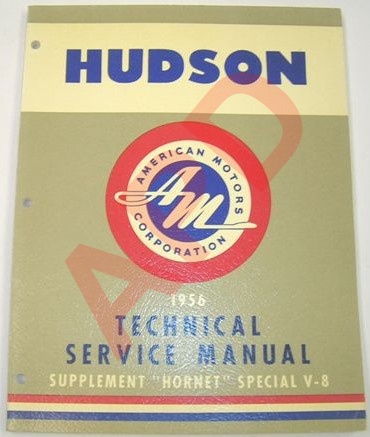 HUDSON
AMERICAN MOTORS
AM
CORPORATION
1956
TECHNICAL
SERVICE MANUAL
SUPPLEMENT "HORNET" SPECIAL V-8